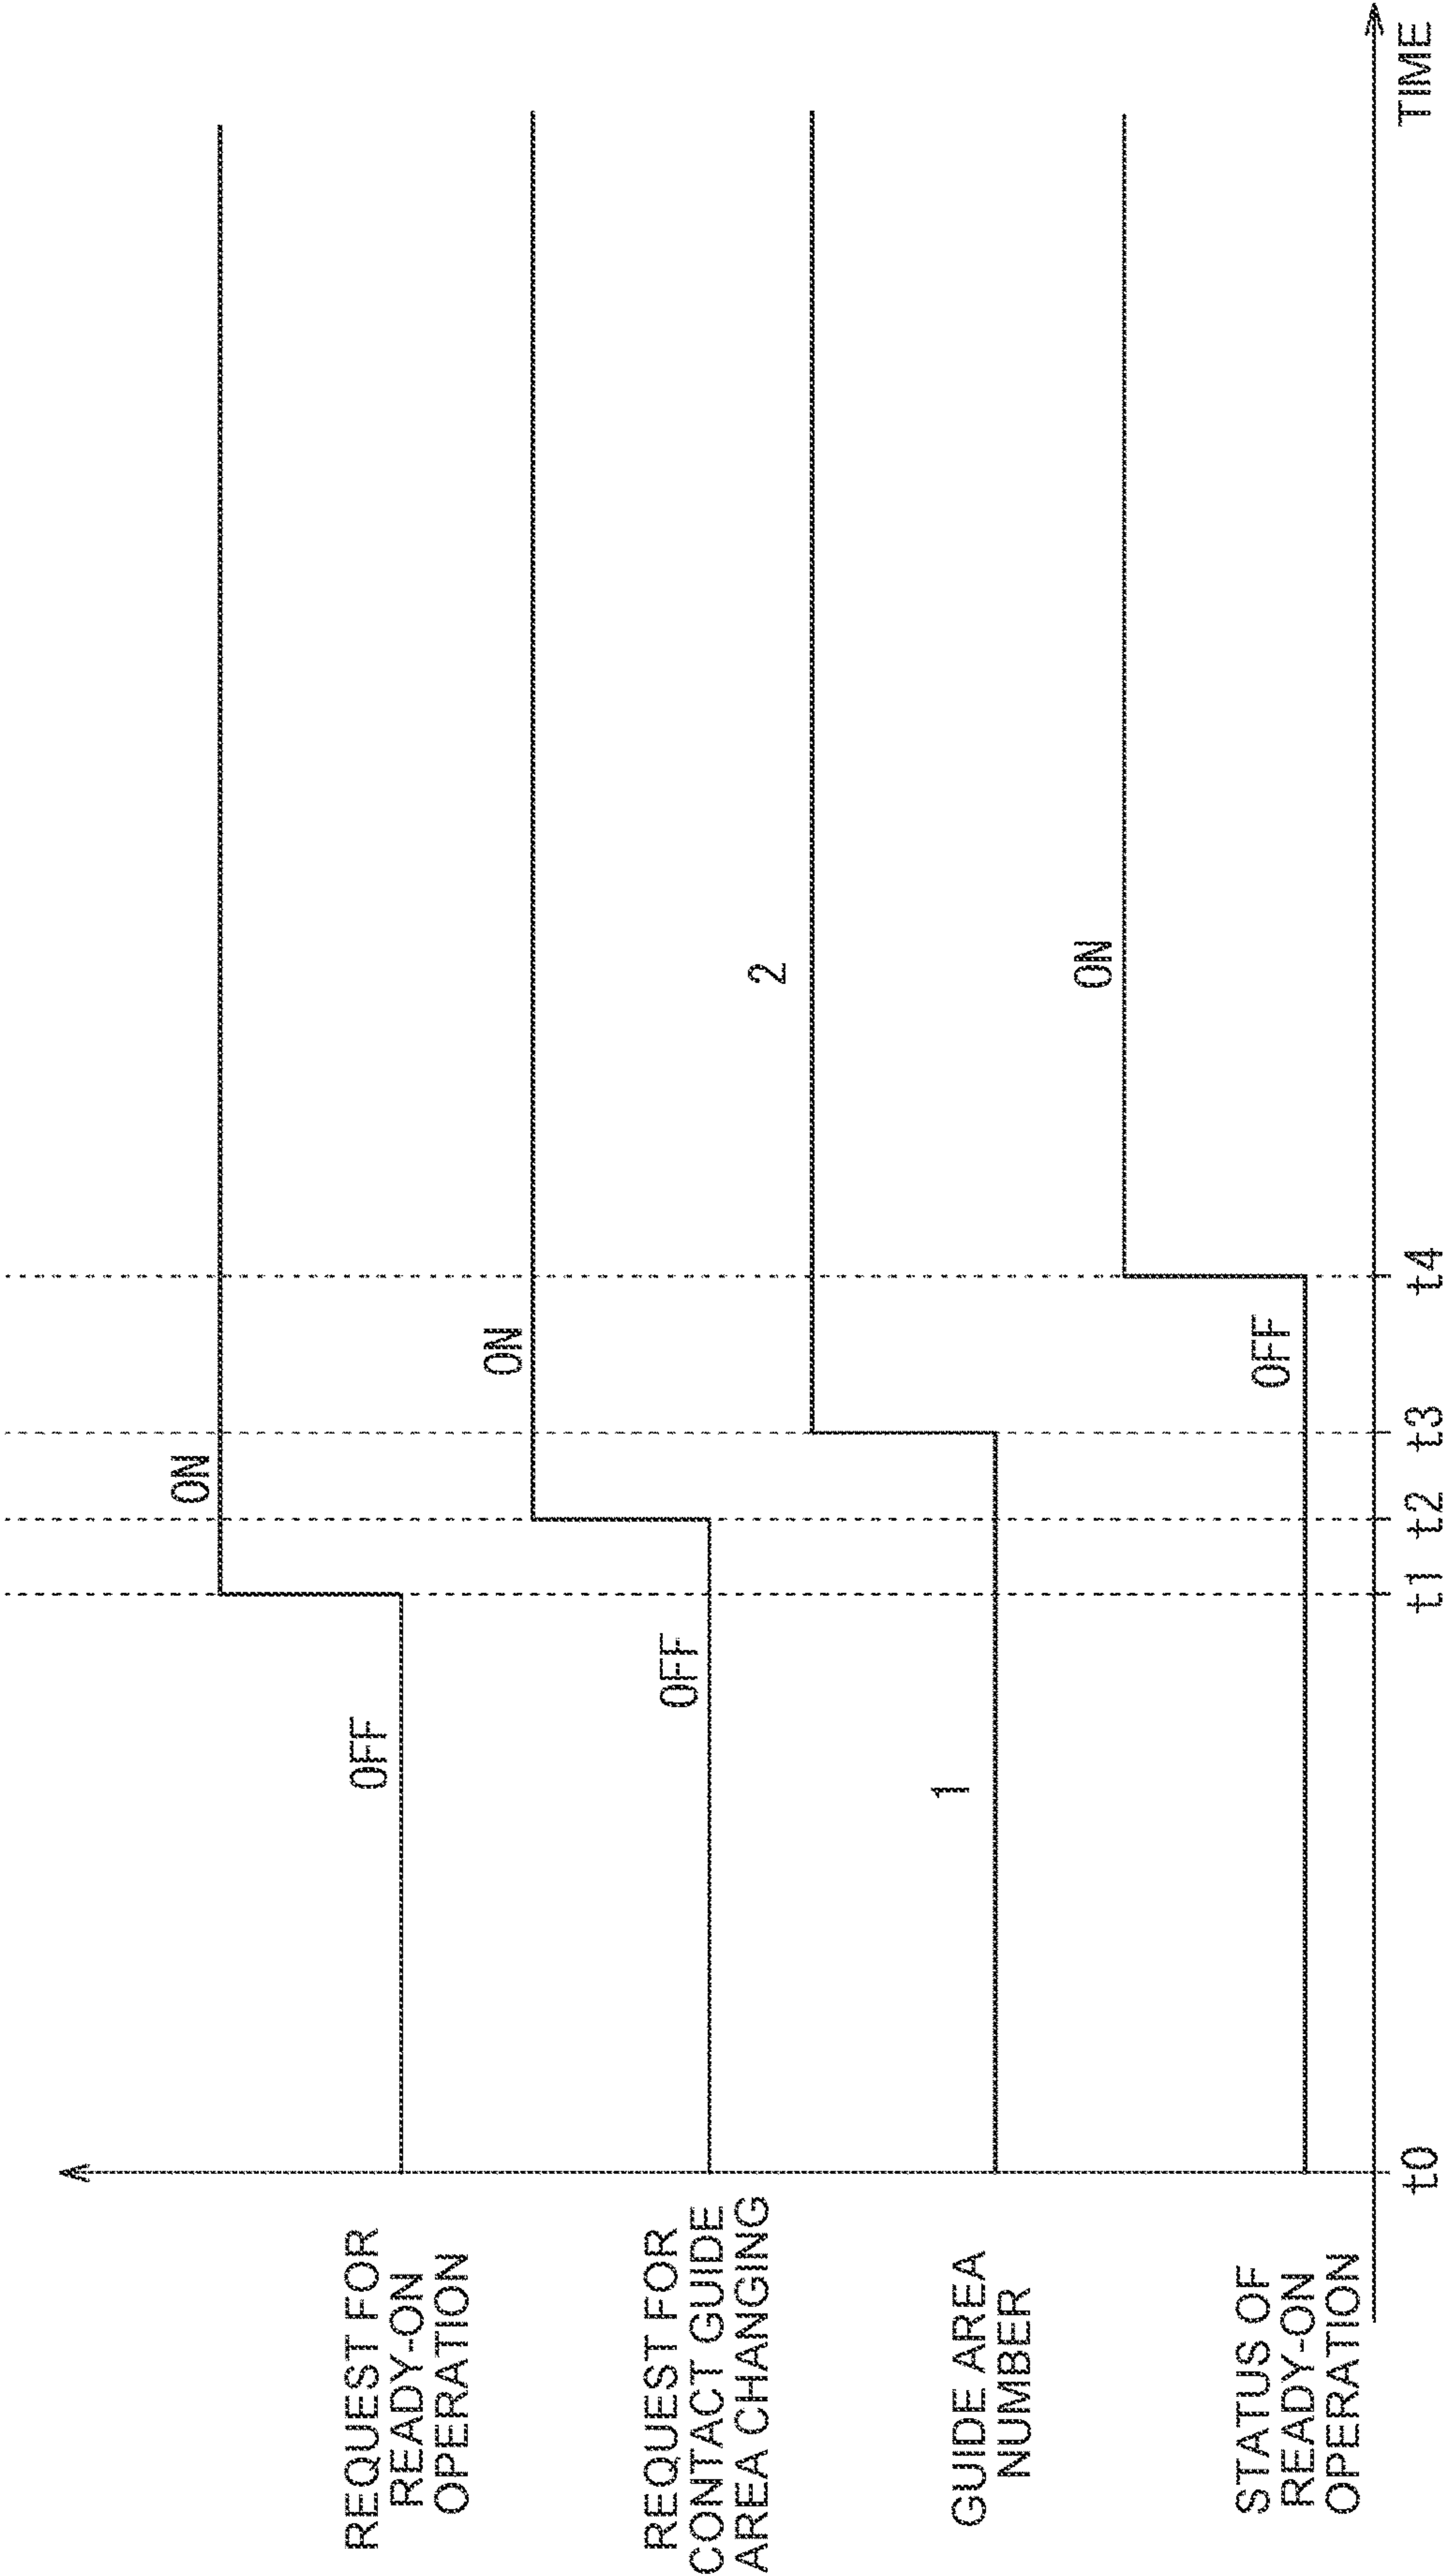 REQUEST FOR
READY-ON
OPERATION
OFF
ON
REQUEST FOR
CONTACT GUIDE
AREA CHANGING
OFF
ON
GUIDE AREA
NUMBER
1
2
STATUS OF
READY-ON
OPERATION
OFF
ON
t0
t1
t2
t3
t4
TIME